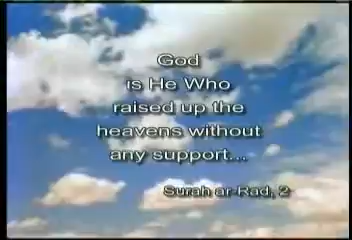 God
is He Who
raised up the
heavens without
any support...
Surah ar-Rad, 2